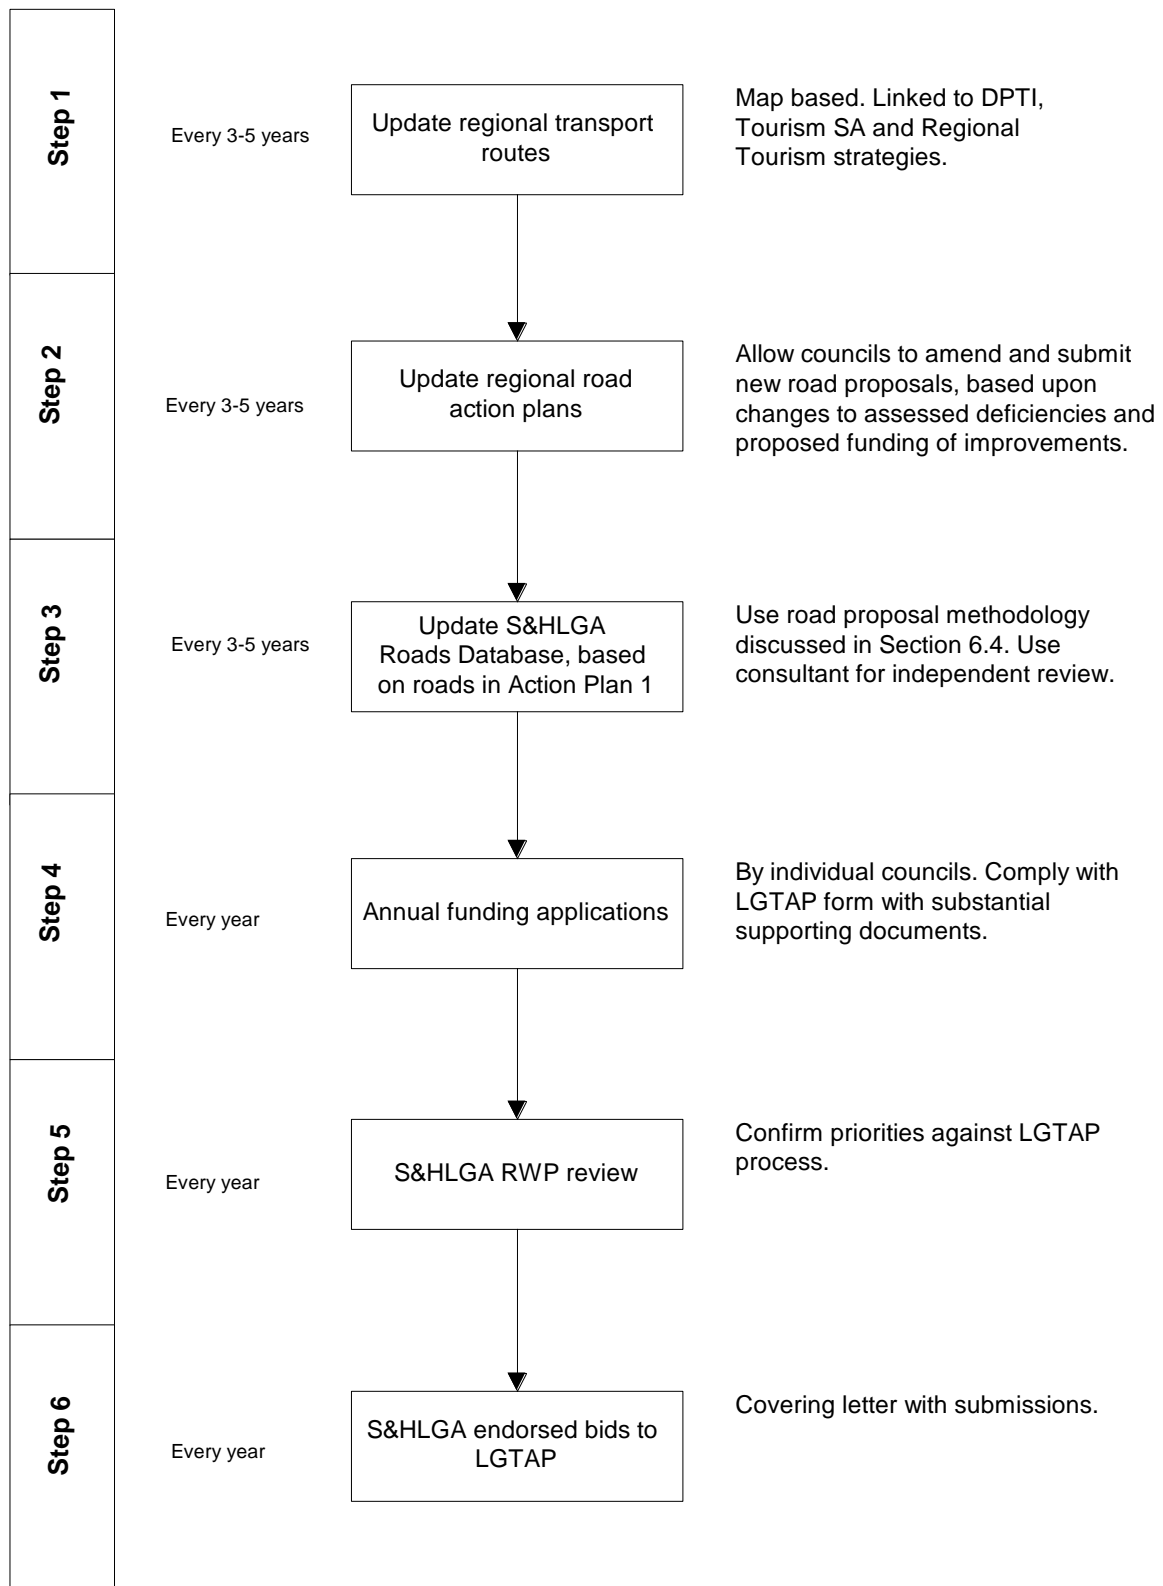 Step 1
Every 3-5 years
Update regional transport
routes
Map based. Linked to DPTI,
Tourism SA and Regional
Tourism strategies.
Step 2
Every 3-5 years
Update regional road
action plans
Allow councils to amend and submit
new road proposals, based upon
changes to assessed deficiencies and
proposed funding of improvements.
Step 3
Every 3-5 years
Update S&HLGA
Roads Database, based
on roads in Action Plan 1
Use road proposal methodology
discussed in Section 6.4. Use
consultant for independent review.
Step 4
Every year
Annual funding applications
By individual councils. Comply with
LGTAP form with substantial
supporting documents.
Step 5
Every year
S&HLGA RWP review
Confirm priorities against LGTAP
process.
Step 6
Every year
S&HLGA endorsed bids to
LGTAP
Covering letter with submissions.